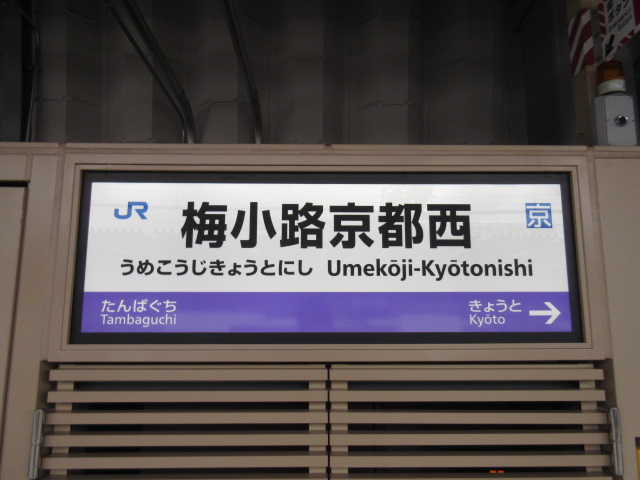 JR 梅小路京都西 京
うめこうじきょうとにし Umekōji-Kyōtonishi
たんばぐち きょうと
Tambaguchi Kyōto →